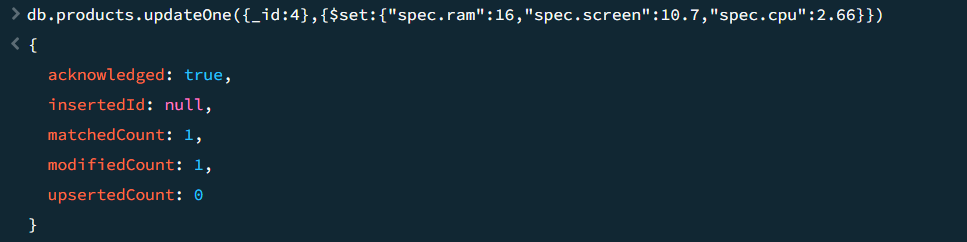 > db.products.updateOne({_id:4},{$set:{"spec.ram":16,"spec.screen":10.7,"spec.cpu":2.66}})
< {
acknowledged: true,
insertedId: null,
matchedCount: 1,
modifiedCount: 1,
upsertedCount: 0
}